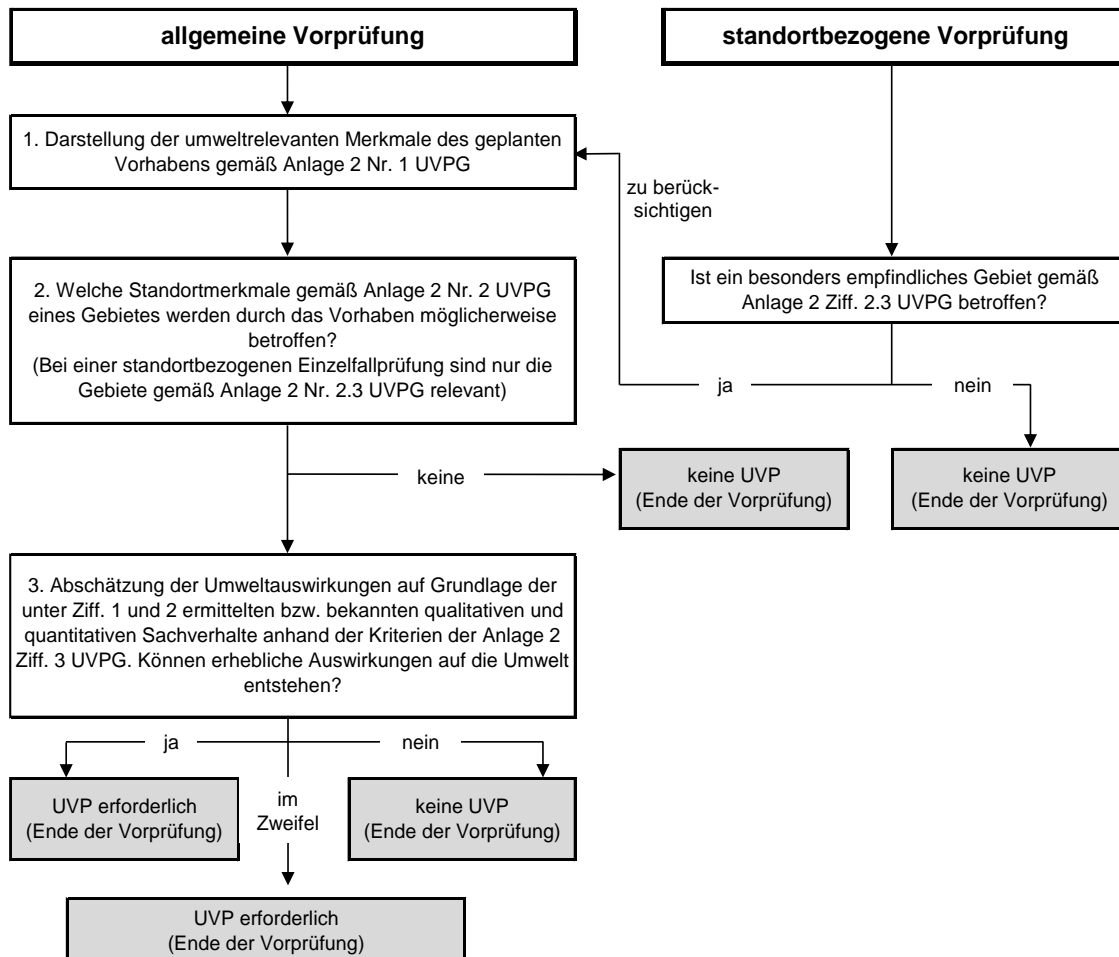 allgemeine Vorprüfung
standortbezogene Vorprüfung
1. Darstellung der umweltrelevanten Merkmale des geplanten
Vorhabens gemäß Anlage 2 Nr. 1 UVPG
zu berück-
sichtigen
2. Welche Standortmerkmale gemäß Anlage 2 Nr. 2 UVPG
eines Gebietes werden durch das Vorhaben möglicherweise
betroffen?
(Bei einer standortbezogenen Einzelfallprüfung sind nur die
Gebiete gemäß Anlage 2 Nr. 2.3 UVPG relevant)
Ist ein besonders empfindliches Gebiet gemäß
Anlage 2 Ziff. 2.3 UVPG betroffen?
ja
nein
keine
keine UVP
(Ende der Vorprüfung)
keine UVP
(Ende der Vorprüfung)
3. Abschätzung der Umweltauswirkungen auf Grundlage der
unter Ziff. 1 und 2 ermittelten bzw. bekannten qualitativen und
quantitativen Sachverhalte anhand der Kriterien der Anlage 2
Ziff. 3 UVPG. Können erhebliche Auswirkungen auf die Umwelt
entstehen?
ja
nein
UVP erforderlich
(Ende der Vorprüfung)
im
Zweifel
keine UVP
(Ende der Vorprüfung)
UVP erforderlich
(Ende der Vorprüfung)